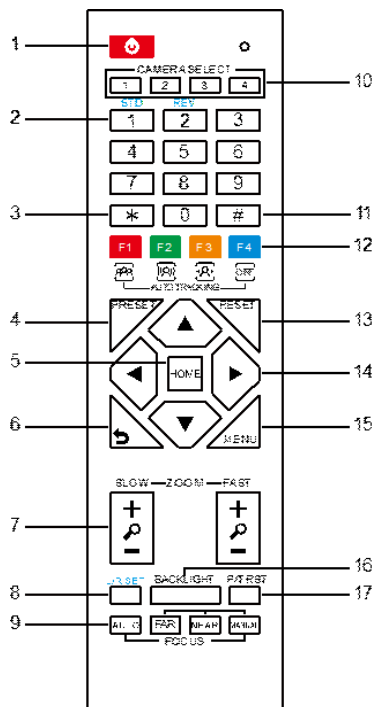 1
CAMERA SELECT
1 2 3 4
10
STD REV
2
1 2 3
4 5 6
7 8 9
3
* 0 #
11
F1 F2 F3 F4
12
OFF
AUTO TRACKING
4
PRESET
RESET
13
5
HOME
14
6
MENU
15
SLOW ZOOM FAST
7
+ +
- -
16
L/R SET BACKLIGHT P/T RST
8
17
9
AUTO FAR NEAR MANUAL
FOCUS